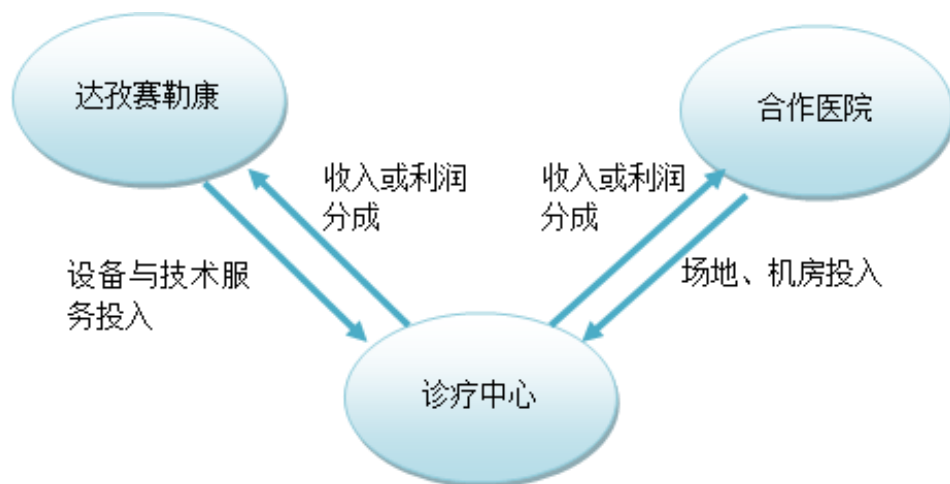 达孜赛勒康
合作医院
收入或利润
分成
收入或利润
分成
设备与技术服
务投入
场地、机房投入
诊疗中心